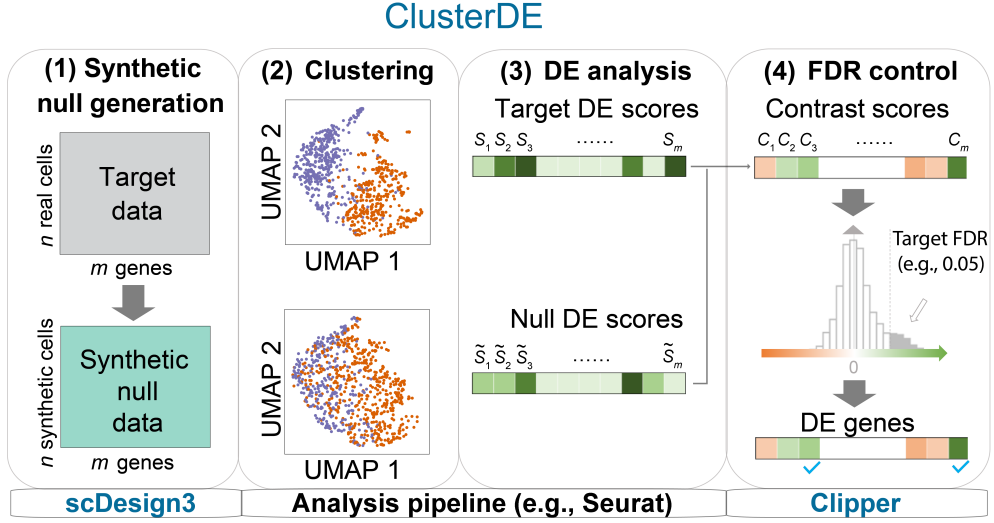 ClusterDE
(1) Synthetic
null generation
n real cells
Target
data
m genes
n synthetic cells
Synthetic
null
data
m genes
(2) Clustering
UMAP 2
UMAP 1
UMAP 2
UMAP 1
(3) DE analysis
Target DE scores
S1 S2 S3 ...... Sm
Null DE scores
S̃1 S̃2 S̃3 ...... S̃m
(4) FDR control
Contrast scores
C1 C2 C3 ...... Cm
Target FDR
(e.g., 0.05)
0
DE genes
scDesign3
Analysis pipeline (e.g., Seurat)
Clipper